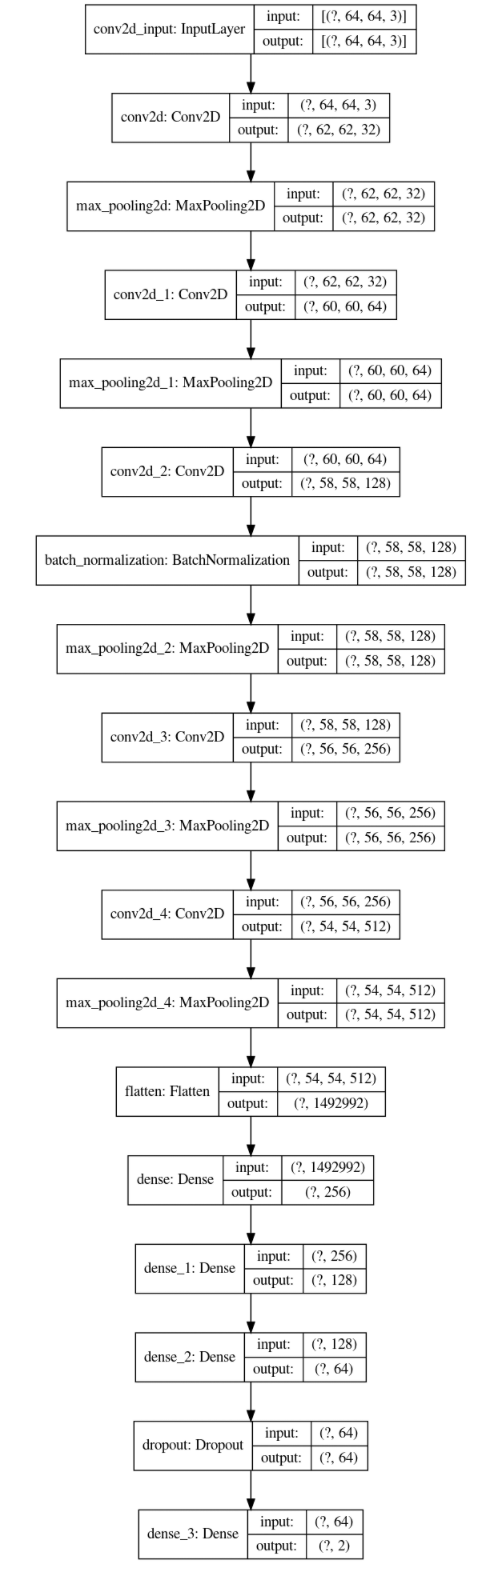 conv2d_input: InputLayer
input: [(?, 64, 64, 3)]
output: [(?, 64, 64, 3)]
conv2d: Conv2D
input: (?, 64, 64, 3)
output: (?, 62, 62, 32)
max_pooling2d: MaxPooling2D
input: (?, 62, 62, 32)
output: (?, 62, 62, 32)
conv2d_1: Conv2D
input: (?, 62, 62, 32)
output: (?, 60, 60, 64)
max_pooling2d_1: MaxPooling2D
input: (?, 60, 60, 64)
output: (?, 60, 60, 64)
conv2d_2: Conv2D
input: (?, 60, 60, 64)
output: (?, 58, 58, 128)
batch_normalization: BatchNormalization
input: (?, 58, 58, 128)
output: (?, 58, 58, 128)
max_pooling2d_2: MaxPooling2D
input: (?, 58, 58, 128)
output: (?, 58, 58, 128)
conv2d_3: Conv2D
input: (?, 58, 58, 128)
output: (?, 56, 56, 256)
max_pooling2d_3: MaxPooling2D
input: (?, 56, 56, 256)
output: (?, 56, 56, 256)
conv2d_4: Conv2D
input: (?, 56, 56, 256)
output: (?, 54, 54, 512)
max_pooling2d_4: MaxPooling2D
input: (?, 54, 54, 512)
output: (?, 54, 54, 512)
flatten: Flatten
input: (?, 54, 54, 512)
output: (?, 1492992)
dense: Dense
input: (?, 1492992)
output: (?, 256)
dense_1: Dense
input: (?, 256)
output: (?, 128)
dense_2: Dense
input: (?, 128)
output: (?, 64)
dropout: Dropout
input: (?, 64)
output: (?, 64)
dense_3: Dense
input: (?, 64)
output: (?, 2)